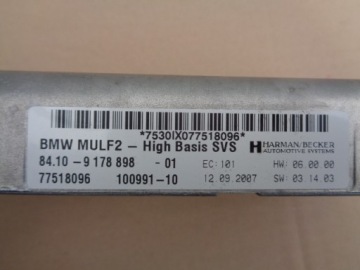 *7530IX077518096*
BMW MULF2 – High Basis SVS HARMAN/BECKER
AUTOMOTIVE SYSTEMS
84.10 – 9 178 898 – 01 EC: 101 HW: 06.00.00
77518096 100991-10 12.09.2007 SW: 03.14.03